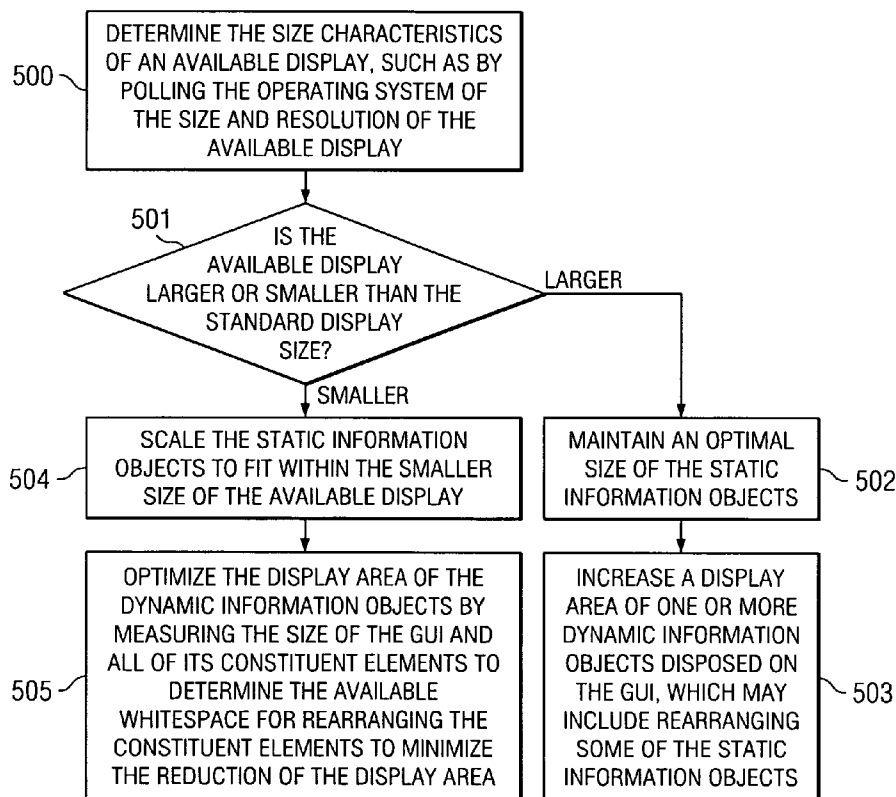 500
DETERMINE THE SIZE CHARACTERISTICS
OF AN AVAILABLE DISPLAY, SUCH AS BY
POLLING THE OPERATING SYSTEM OF
THE SIZE AND RESOLUTION OF THE
AVAILABLE DISPLAY
501
IS THE
AVAILABLE DISPLAY
LARGER OR SMALLER THAN THE
STANDARD DISPLAY
SIZE?
LARGER
SMALLER
504
SCALE THE STATIC INFORMATION
OBJECTS TO FIT WITHIN THE SMALLER
SIZE OF THE AVAILABLE DISPLAY
MAINTAIN AN OPTIMAL
SIZE OF THE STATIC
INFORMATION OBJECTS
502
505
OPTIMIZE THE DISPLAY AREA OF THE
DYNAMIC INFORMATION OBJECTS BY
MEASURING THE SIZE OF THE GUI AND
ALL OF ITS CONSTITUENT ELEMENTS TO
DETERMINE THE AVAILABLE
WHITESPACE FOR REARRANGING THE
CONSTITUENT ELEMENTS TO MINIMIZE
THE REDUCTION OF THE DISPLAY AREA
INCREASE A DISPLAY
AREA OF ONE OR MORE
DYNAMIC INFORMATION
OBJECTS DISPOSED ON
THE GUI, WHICH MAY
INCLUDE REARRANGING
SOME OF THE STATIC
INFORMATION OBJECTS
503